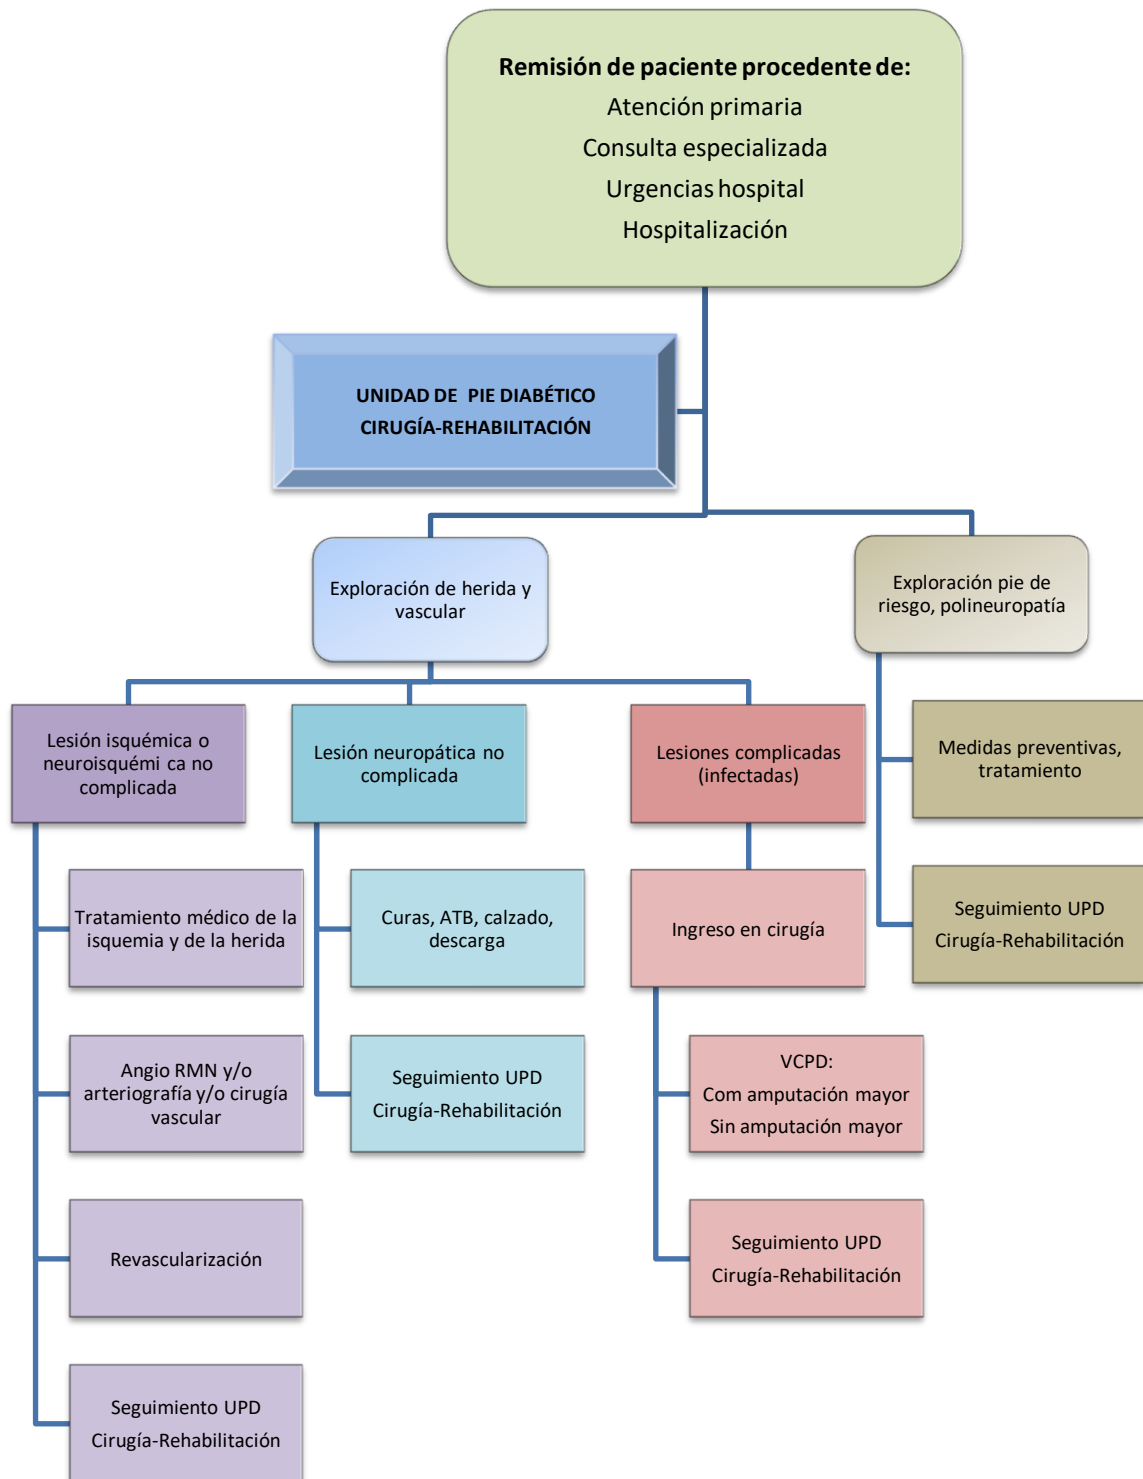 Remisión de paciente procedente de:
Atención primaria
Consulta especializada
Urgencias hospital
Hospitalización
UNIDAD DE PIE DIABÉTICO
CIRUGÍA-REHABILITACIÓN
Exploración de herida y
vascular
Exploración pie de
riesgo, polineuropatía
Lesión isquémica o
neuroisquémi ca no
complicada
Lesión neuropática no
complicada
Lesiones complicadas
(infectadas)
Medidas preventivas,
tratamiento
Tratamiento médico de la
isquemia y de la herida
Curas, ATB, calzado,
descarga
Ingreso en cirugía
Seguimiento UPD
Cirugía-Rehabilitación
Angio RMN y/o
arteriografía y/o cirugía
vascular
Seguimiento UPD
Cirugía-Rehabilitación
VCPD:
Com amputación mayor
Sin amputación mayor
Revascularización
Seguimiento UPD
Cirugía-Rehabilitación
Seguimiento UPD
Cirugía-Rehabilitación